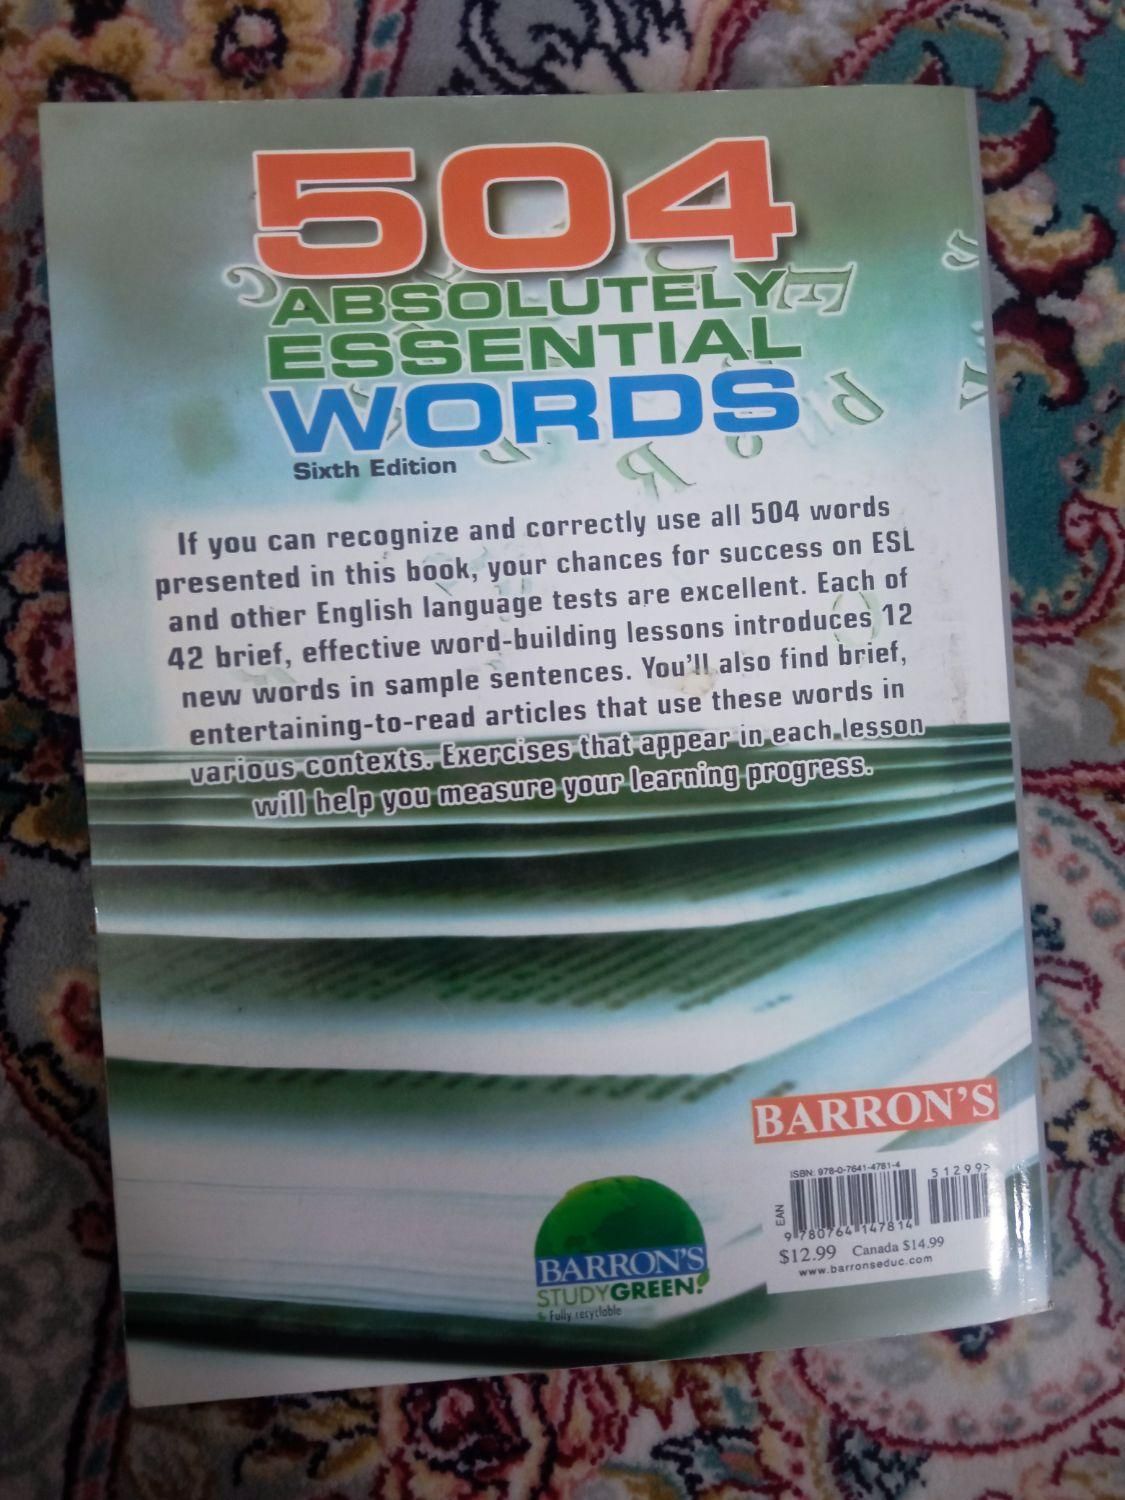 504
ABSOLUTELY
ESSENTIAL
WORDS
Sixth Edition
If you can recognize and correctly use all 504 words
presented in this book, your chances for success on ESL
and other English language tests are excellent. Each of
42 brief, effective word-building lessons introduces 12
new words in sample sentences. You'll also find brief,
entertaining-to-read articles that use these words in
various contexts. Exercises that appear in each lesson
will help you measure your learning progress.
BARRON'S
ISBN: 978-0-7641-4781-4
51299>
EAN
9 780764 147814
$12.99 Canada $14.99
www.barronseduc.com
BARRON'S
STUDYGREEN!
Fully recyclable